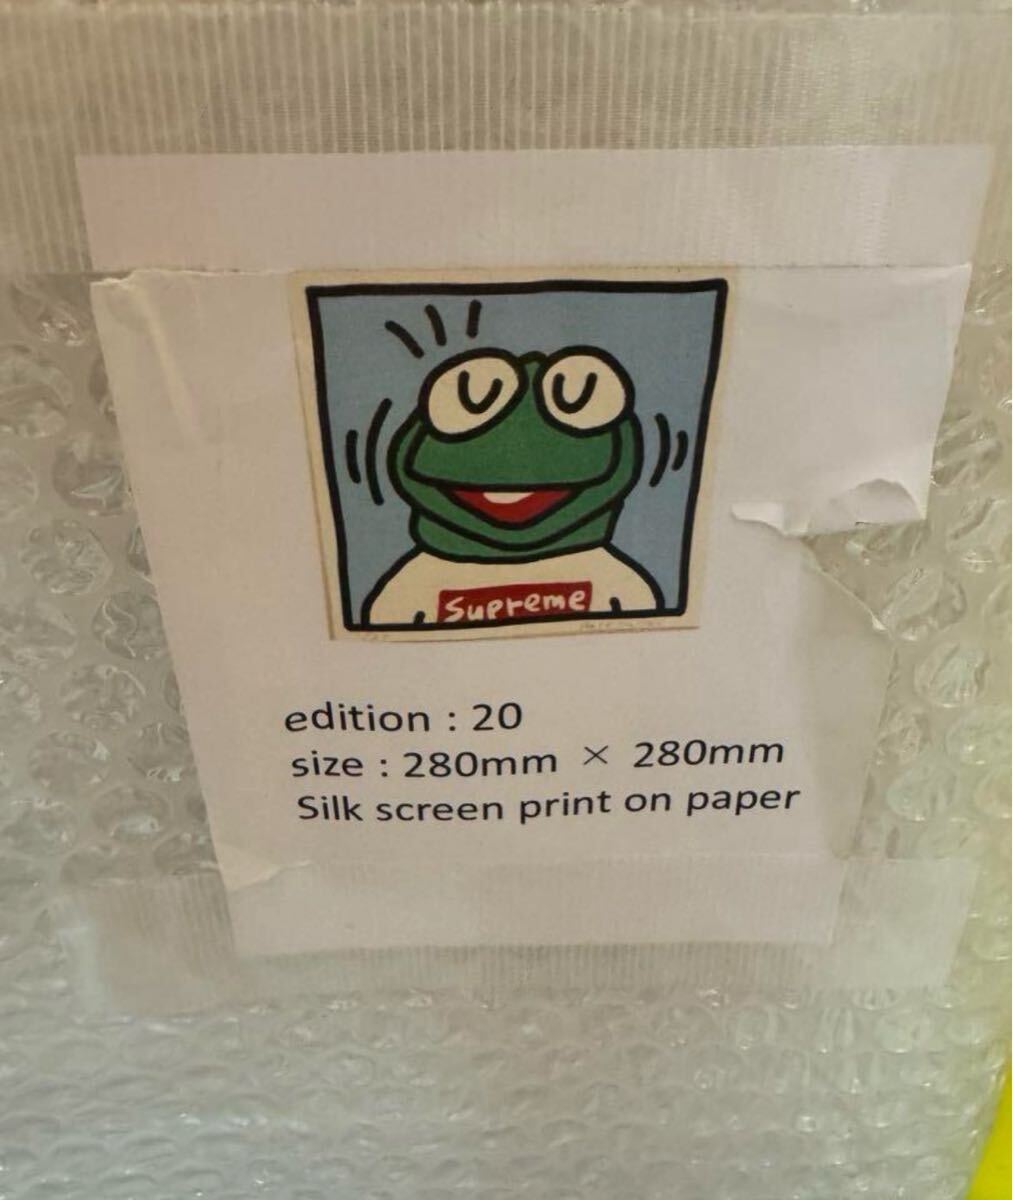 Supreme
edition : 20
size : 280mm × 280mm
Silk screen print on paper